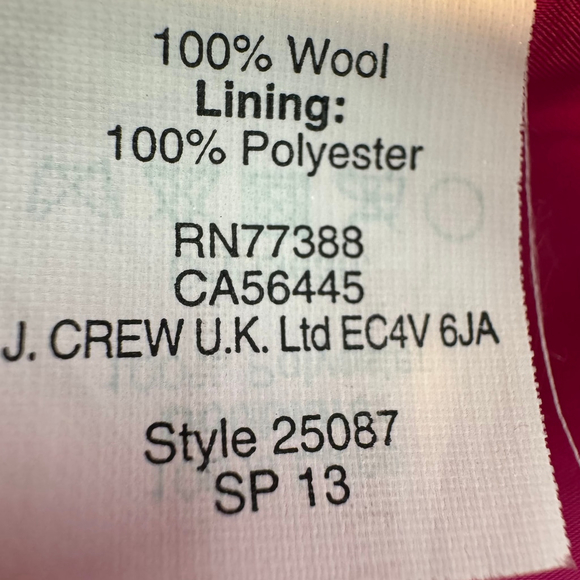 100% Wool
Lining:
100% Polyester
RN77388
CA56445
J. CREW U.K. Ltd EC4V 6JA
Style 25087
SP 13